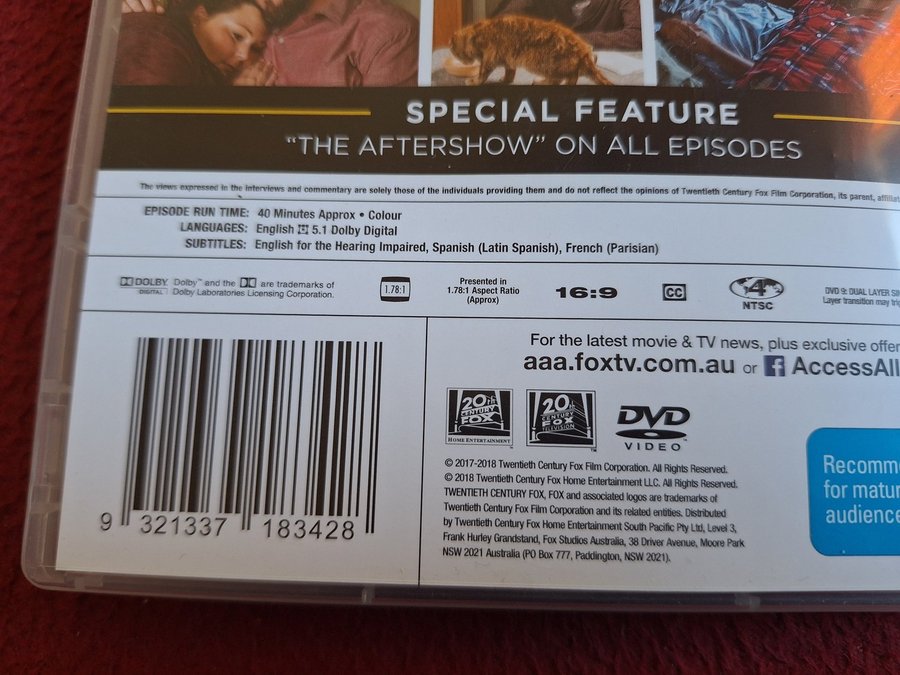 SPECIAL FEATURE
“THE AFTERSHOW” ON ALL EPISODES
The views expressed in the interviews and commentary are solely those of the individuals providing them and do not reflect the opinions of Twentieth Century Fox Film Corporation, its parent,
EPISODE RUN TIME: 40 Minutes Approx • Colour
LANGUAGES: English 5.1 Dolby Digital
SUBTITLES: English for the Hearing Impaired, Spanish (Latin Spanish), French (Parisian)
DOLBY DIGITAL
Dolby™ and the DD are trademarks of
Dolby Laboratories Licensing Corporation.
1.78:1
Presented in
1.78:1 Aspect Ratio
(Approx)
16:9
CC
4
NTSC
DVD 9: DUAL LAYER
Layer transition may
For the latest movie & TV news, plus exclusive
aaa.foxtv.com.au or f
20th
CENTURY
FOX
HOME ENTERTAINMENT
20th
CENTURY
FOX
TELEVISION
DVD
VIDEO
© 2017-2018 Twentieth Century Fox Film Corporation. All Rights Reserved.
© 2018 Twentieth Century Fox Home Entertainment LLC. All Rights Reserved.
TWENTIETH CENTURY FOX, FOX and associated logos are trademarks of
Twentieth Century Fox Film Corporation and its related entities. Distributed
by Twentieth Century Fox Home Entertainment South Pacific Pty Ltd, Level 3,
Frank Hurley Grandstand, Fox Studios Australia, 38 Driver Avenue, Moore Park
NSW 2021 Australia (PO Box 777, Paddington, NSW 2021).
for
9 321337 183428